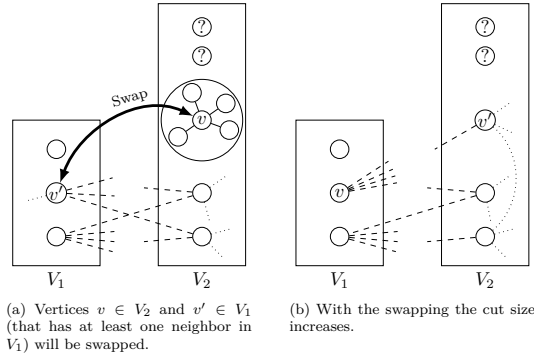 ?
?
Swap
v
v′
V1
V2
(a) Vertices v ∈ V2 and v′ ∈ V1
(that has at least one neighbor in
V1) will be swapped.
?
?
v′
v
V1
V2
(b) With the swapping the cut size
increases.